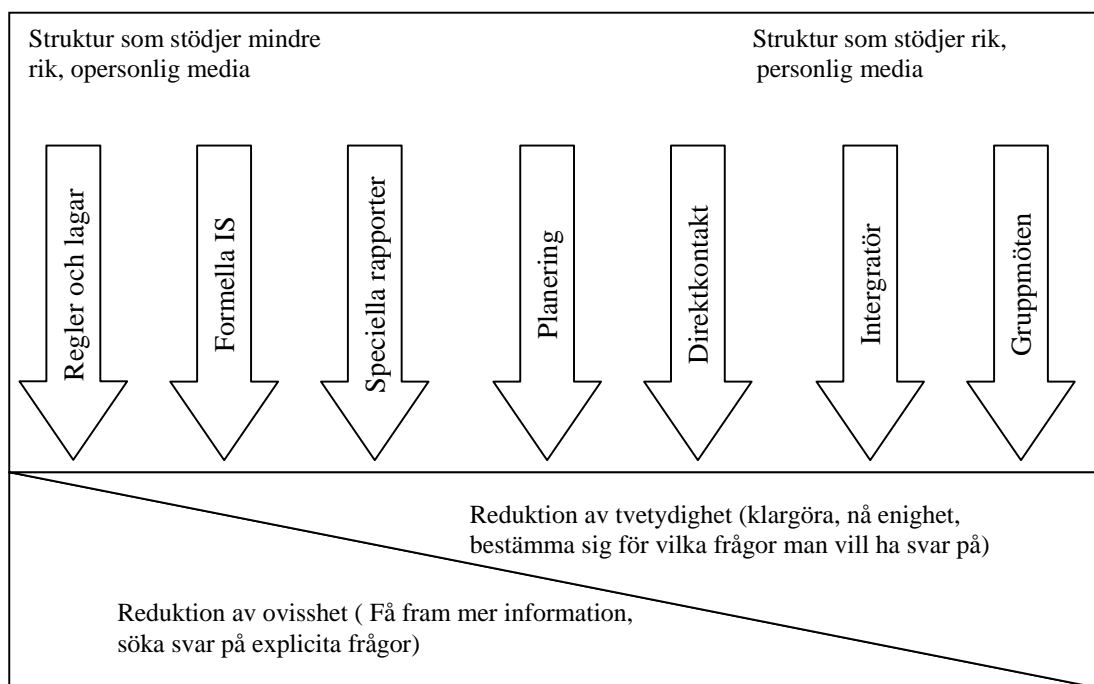 Struktur som stödjer mindre
rik, opersonlig media
Struktur som stödjer rik,
personlig media
Regler och lagar
Formella IS
Speciella rapporter
Planering
Direktkontakt
Intergratör
Gruppmöten
Reduktion av tvetydighet (klargöra, nå enighet,
bestämma sig för vilka frågor man vill ha svar på)
Reduktion av ovisshet ( Få fram mer information,
söka svar på explicita frågor)